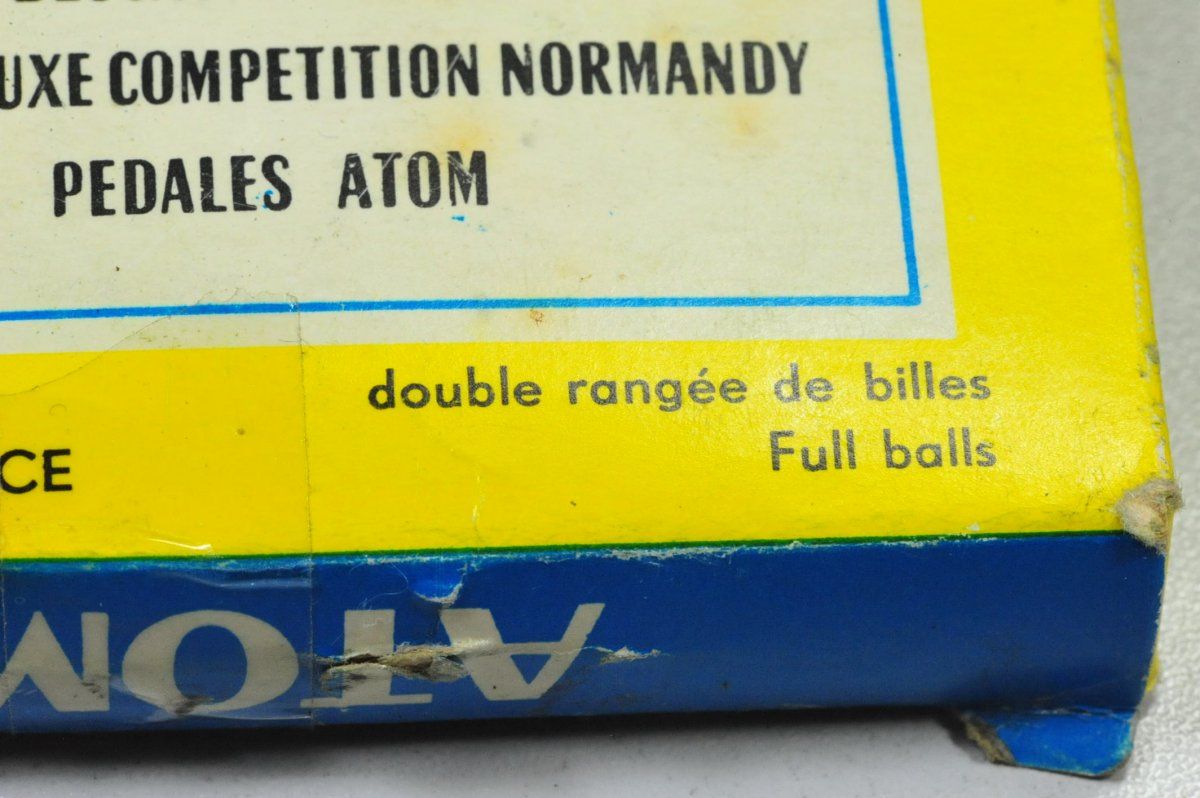 UXE COMPETITION NORMANDY
PEDALES ATOM
double rangée de billes
Full balls
CE
ATOM